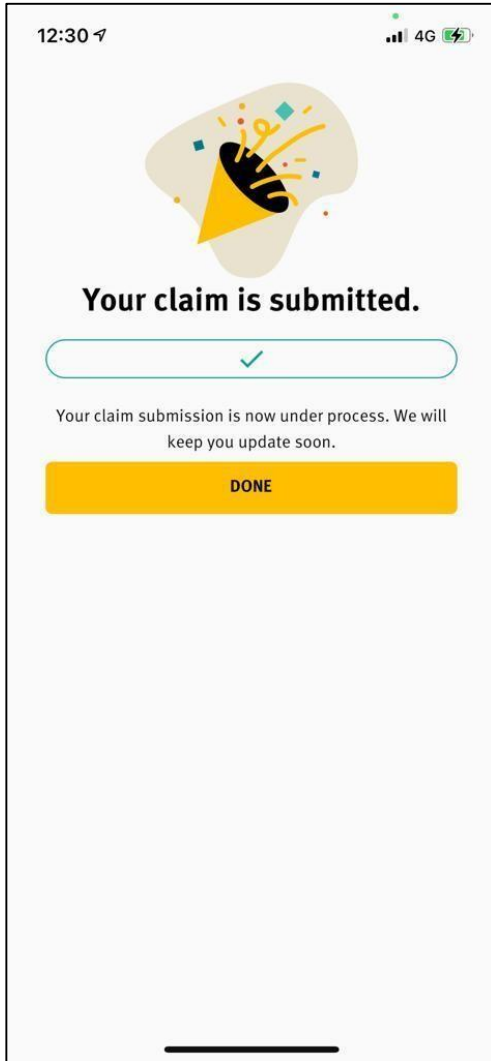 12:30 4G
Your claim is submitted.
Your claim submission is now under process. We will
keep you update soon.
DONE